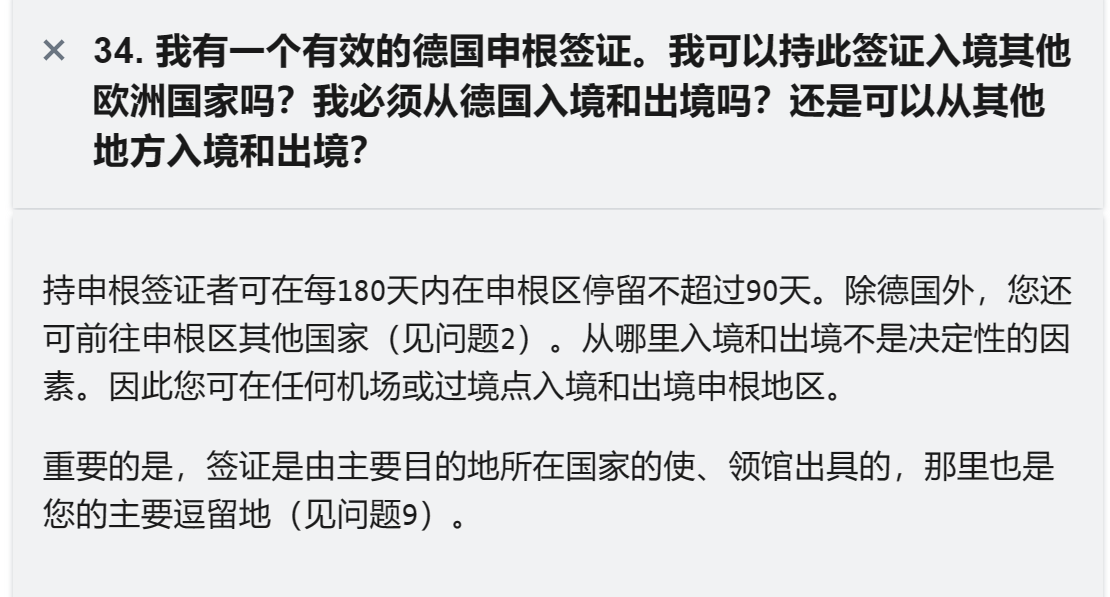 34. 我有一个有效的德国申根签证。我可以持此签证入境其他
欧洲国家吗？我必须从德国入境和出境吗？还是可以从其他
地方入境和出境？
持申根签证者可在每180天内在申根区停留不超过90天。除德国外，您还
可前往申根区其他国家（见问题2）。从哪里入境和出境不是决定性的因
素。因此您可在任何机场或过境点入境和出境申根地区。
重要的是，签证是由主要目的地所在国家的使、领馆出具的，那里也是
您的主要逗留地（见问题9）。